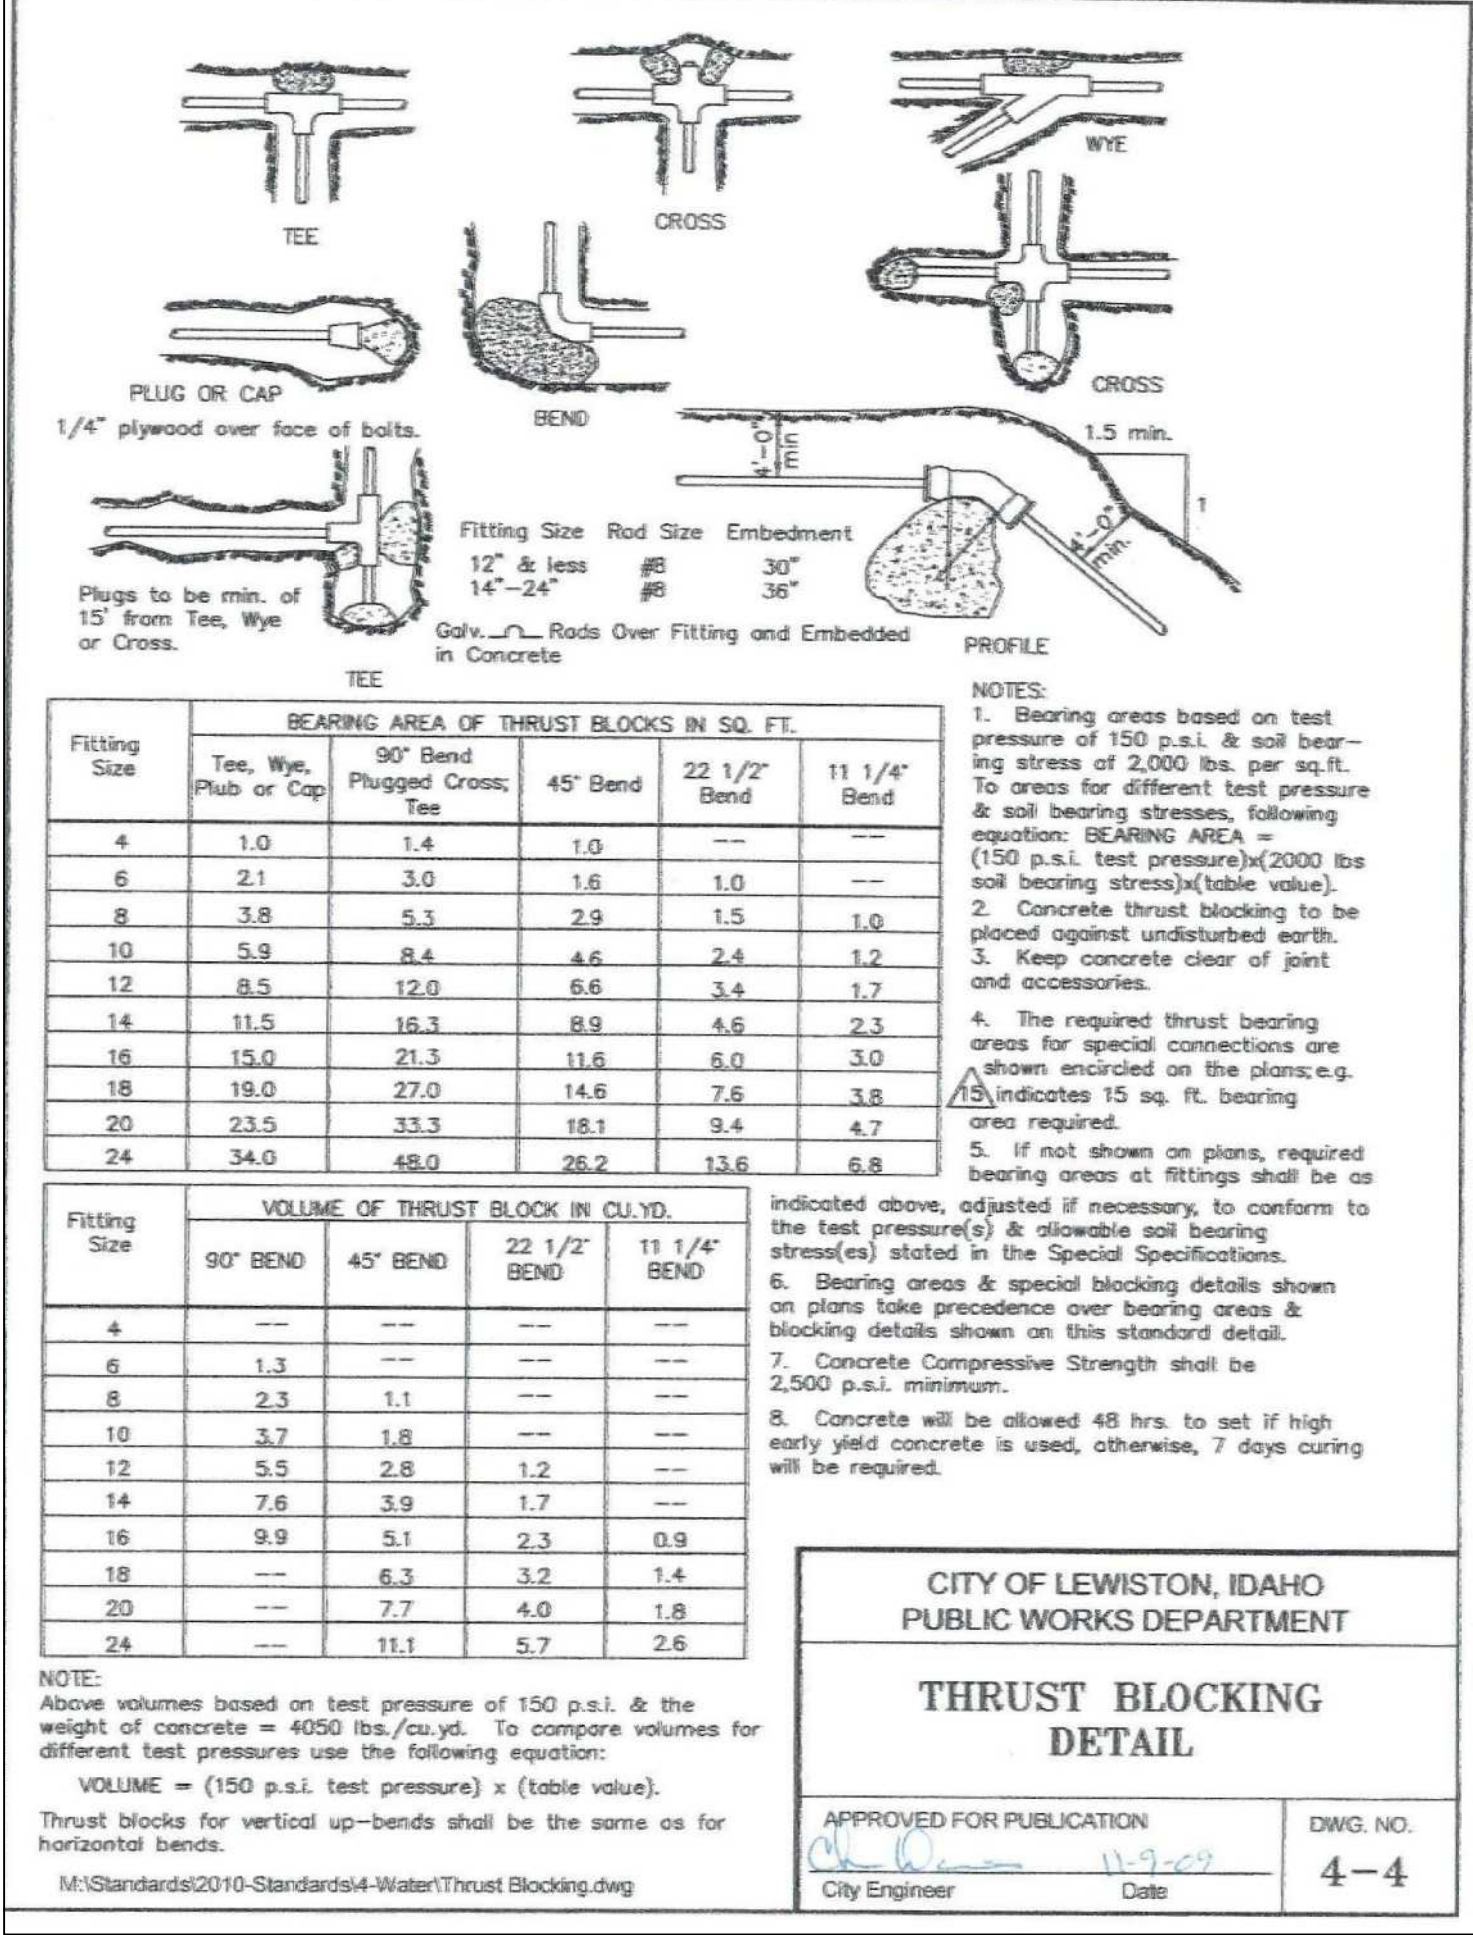 TEE
CROSS
WYE
PLUG OR CAP
1/4" plywood over face of bolts.
BEND
CROSS
4'-0"
min
1.5 min.
1
4'-0"
min.
Plugs to be min. of
15' from Tee, Wye
or Cross.
TEE
Fitting Size Rod Size Embedment
12" & less #8 30"
14"-24" #8 36"
Galv. Rods Over Fitting and Embedded
in Concrete
PROFILE
Fitting
Size
BEARING AREA OF THRUST BLOCKS IN SQ. FT.
Tee, Wye,
Plub or Cap
90° Bend
Plugged Cross;
Tee
45° Bend
22 1/2°
Bend
11 1/4°
Bend
4 1.0 1.4 1.0 -- --
6 2.1 3.0 1.6 1.0 --
8 3.8 5.3 2.9 1.5 1.0
10 5.9 8.4 4.6 2.4 1.2
12 8.5 12.0 6.6 3.4 1.7
14 11.5 16.3 8.9 4.6 2.3
16 15.0 21.3 11.6 6.0 3.0
18 19.0 27.0 14.6 7.6 3.8
20 23.5 33.3 18.1 9.4 4.7
24 34.0 48.0 26.2 13.6 6.8
NOTES:
1. Bearing areas based on test
pressure of 150 p.s.i. & soil bear-
ing stress of 2,000 lbs. per sq.ft.
To areas for different test pressure
& soil bearing stresses, following
equation: BEARING AREA =
(150 p.s.i. test pressure)x(2000 lbs
soil bearing stress)x(table value).
2. Concrete thrust blocking to be
placed against undisturbed earth.
3. Keep concrete clear of joint
and accessories.
4. The required thrust bearing
areas for special connections are
shown encircled on the plans; e.g.
15 indicates 15 sq. ft. bearing
area required.
5. If not shown on plans, required
bearing areas at fittings shall be as
indicated above, adjusted if necessary, to conform to
the test pressure(s) & allowable soil bearing
stress(es) stated in the Special Specifications.
6. Bearing areas & special blocking details shown
on plans take precedence over bearing areas &
blocking details shown on this standard detail.
7. Concrete Compressive Strength shall be
2,500 p.s.i. minimum.
8. Concrete will be allowed 48 hrs. to set if high
early yield concrete is used, otherwise, 7 days curing
will be required.
Fitting
Size
VOLUME OF THRUST BLOCK IN CU.YD.
90° BEND
45° BEND
22 1/2°
BEND
11 1/4°
BEND
4 -- -- -- --
6 1.3 -- -- --
8 2.3 1.1 -- --
10 3.7 1.8 -- --
12 5.5 2.8 1.2 --
14 7.6 3.9 1.7 --
16 9.9 5.1 2.3 0.9
18 -- 6.3 3.2 1.4
20 -- 7.7 4.0 1.8
24 -- 11.1 5.7 2.6
NOTE:
Above volumes based on test pressure of 150 p.s.i. & the
weight of concrete = 4050 lbs./cu.yd. To compare volumes for
different test pressures use the following equation:
VOLUME = (150 p.s.i. test pressure) x (table value).
Thrust blocks for vertical up-bends shall be the same as for
horizontal bends.
M:\Standards\2010-Standards\4-Water\Thrust Blocking.dwg
CITY OF LEWISTON, IDAHO
PUBLIC WORKS DEPARTMENT
THRUST BLOCKING
DETAIL
APPROVED FOR PUBLICATION
11-9-09
City Engineer Date
DWG. NO.
4-4